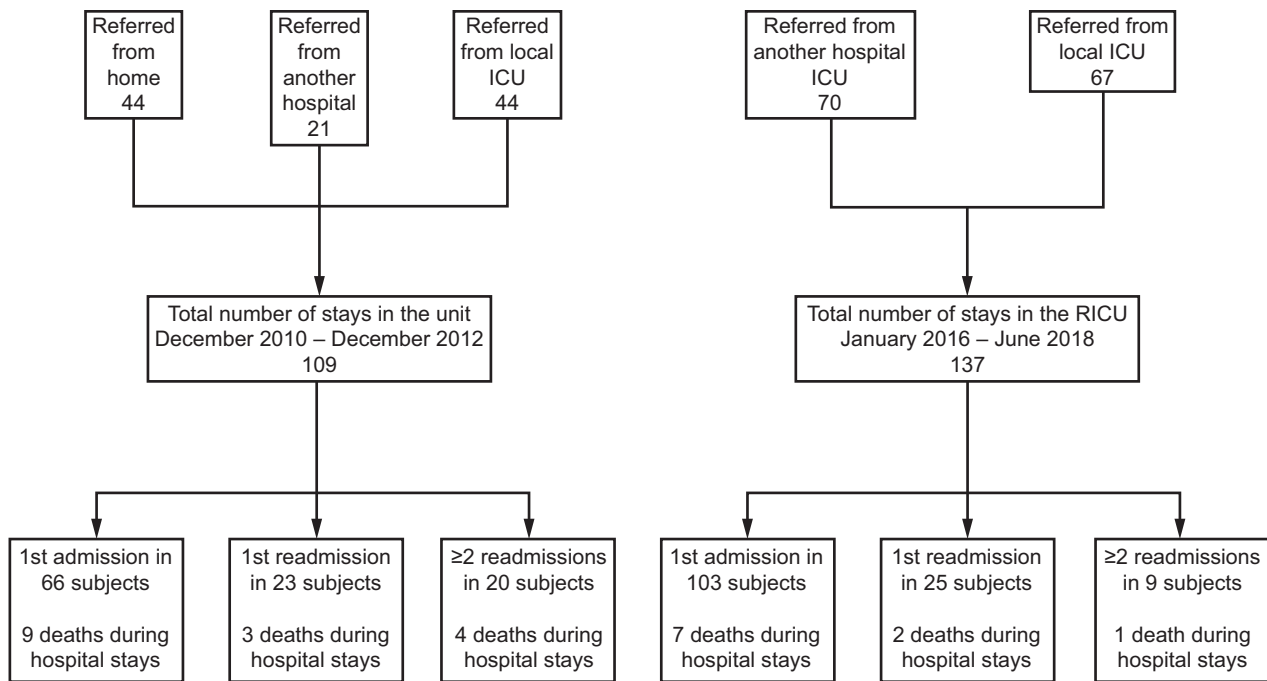 Referred
from
home
44
Referred
from
another
hospital
21
Referred
from local
ICU
44
Referred from
another hospital
ICU
70
Referred from
local ICU
67
Total number of stays in the unit
December 2010 – December 2012
109
Total number of stays in the RICU
January 2016 – June 2018
137
1st admission in
66 subjects
9 deaths during
hospital stays
1st readmission
in 23 subjects
3 deaths during
hospital stays
≥2 readmissions
in 20 subjects
4 deaths during
hospital stays
1st admission in
103 subjects
7 deaths during
hospital stays
1st readmission
in 25 subjects
2 deaths during
hospital stays
≥2 readmissions
in 9 subjects
1 death during
hospital stays